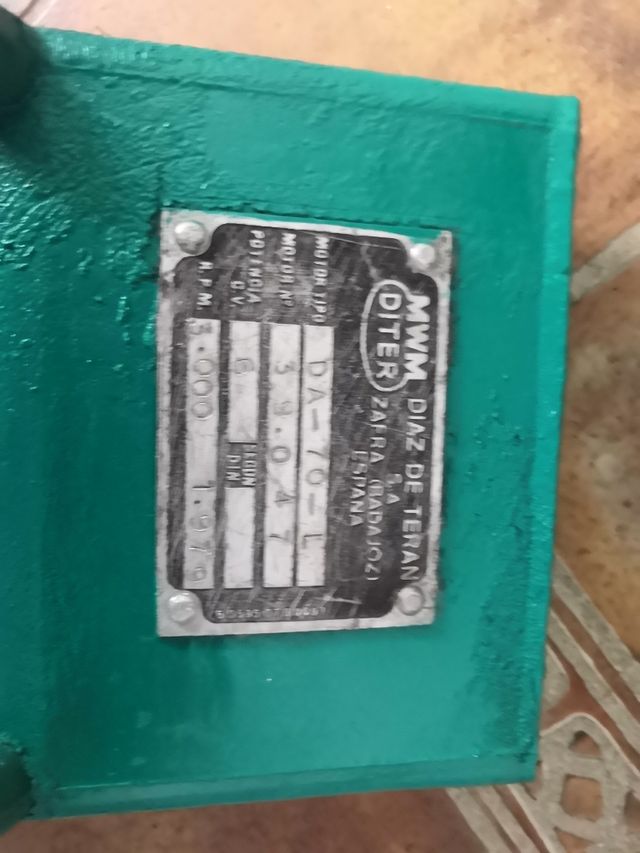 MWM DIAZ DE TERAN
S.A
DITER ZAFRA (BADAJOZ)
ESPAÑA
MOTOR TIPO DA-70-L
MOTOR Nº 39.047
POTENCIA C.V. 6 SEGUN DIN
R.P.M. 3.000 1.979